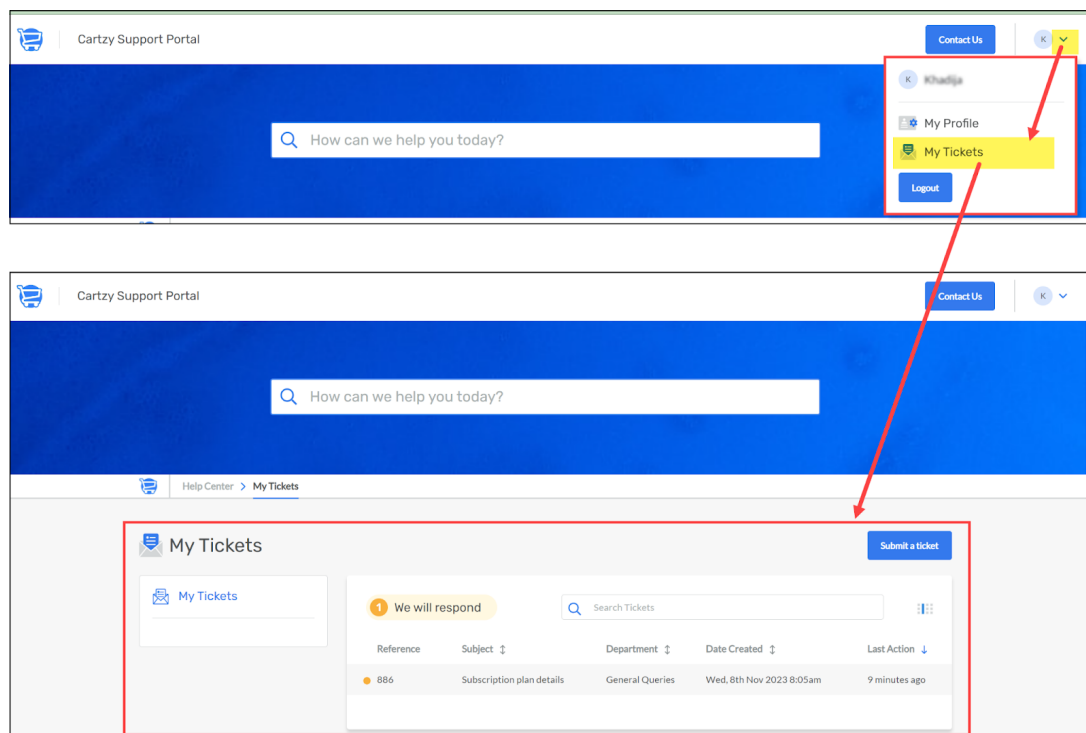 Cartzy Support Portal
Contact Us
K
K Khadija
How can we help you today?
My Profile
My Tickets
Logout
Cartzy Support Portal
Contact Us
K
How can we help you today?
Help Center > My Tickets
My Tickets
Submit a ticket
My Tickets
1 We will respond
Search Tickets
Reference Subject Department Date Created Last Action
886 Subscription plan details General Queries Wed, 8th Nov 2023 8:05am 9 minutes ago